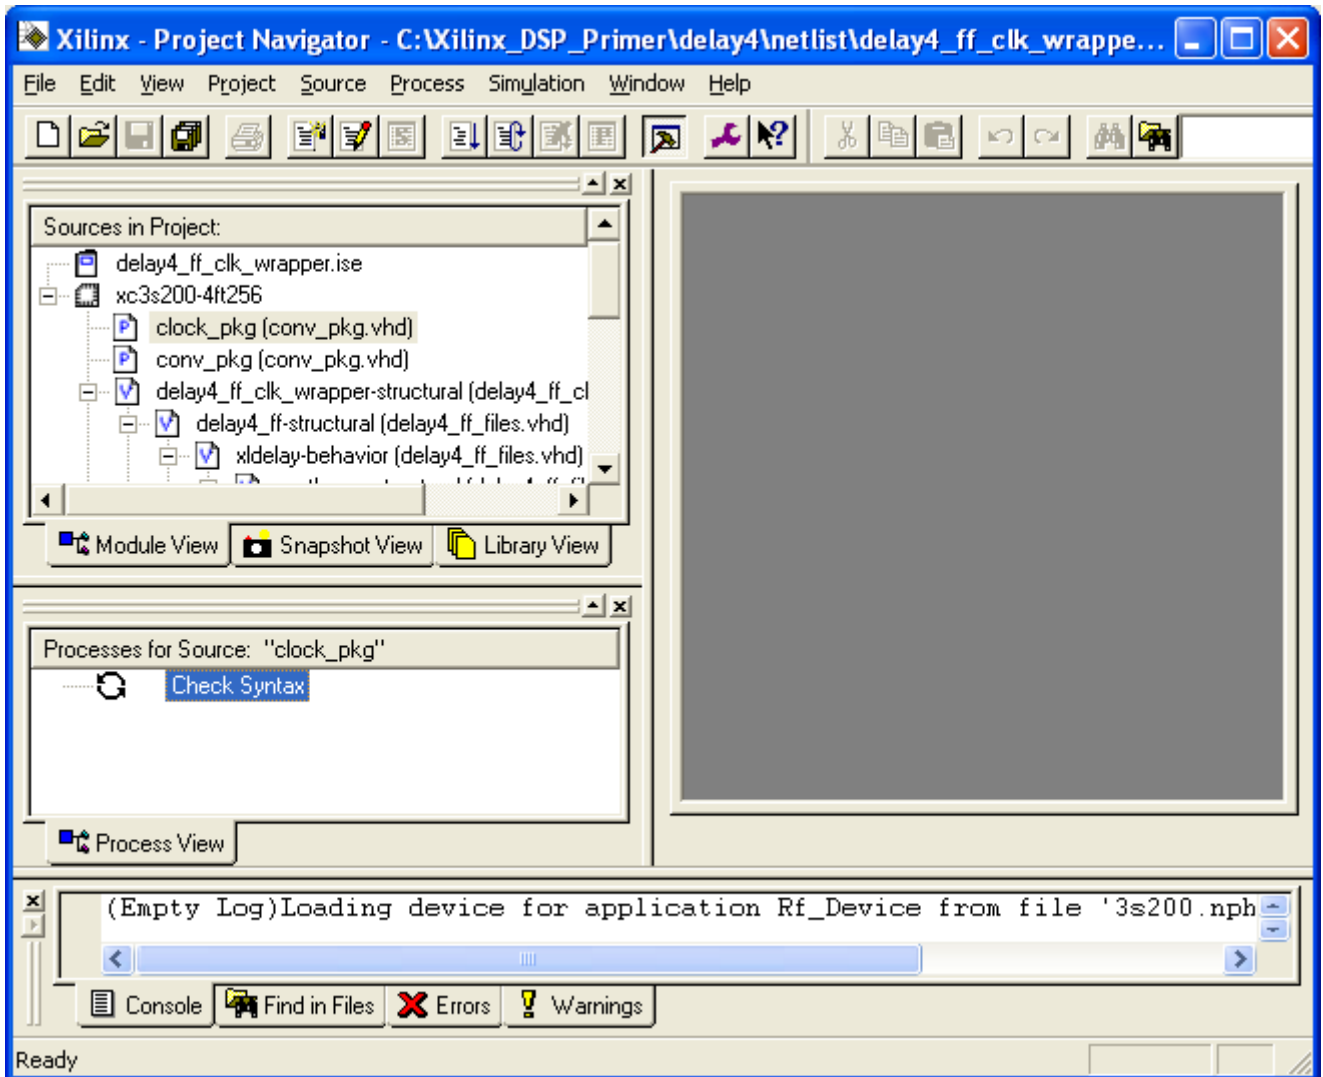 Xilinx - Project Navigator - C:\Xilinx_DSP_Primer\delay4\netlist\delay4_ff_clk_wrappe...
File Edit View Project Source Process Simulation Window Help
Sources in Project:
delay4_ff_clk_wrapper.ise
xc3s200-4ft256
clock_pkg (conv_pkg.vhd)
conv_pkg (conv_pkg.vhd)
delay4_ff_clk_wrapper-structural (delay4_ff_cl
delay4_ff-structural (delay4_ff_files.vhd)
xldelay-behavior (delay4_ff_files.vhd)
Module View Snapshot View Library View
Processes for Source: "clock_pkg"
Check Syntax
Process View
(Empty Log)Loading device for application Rf_Device from file '3s200.nph
Console Find in Files Errors Warnings
Ready